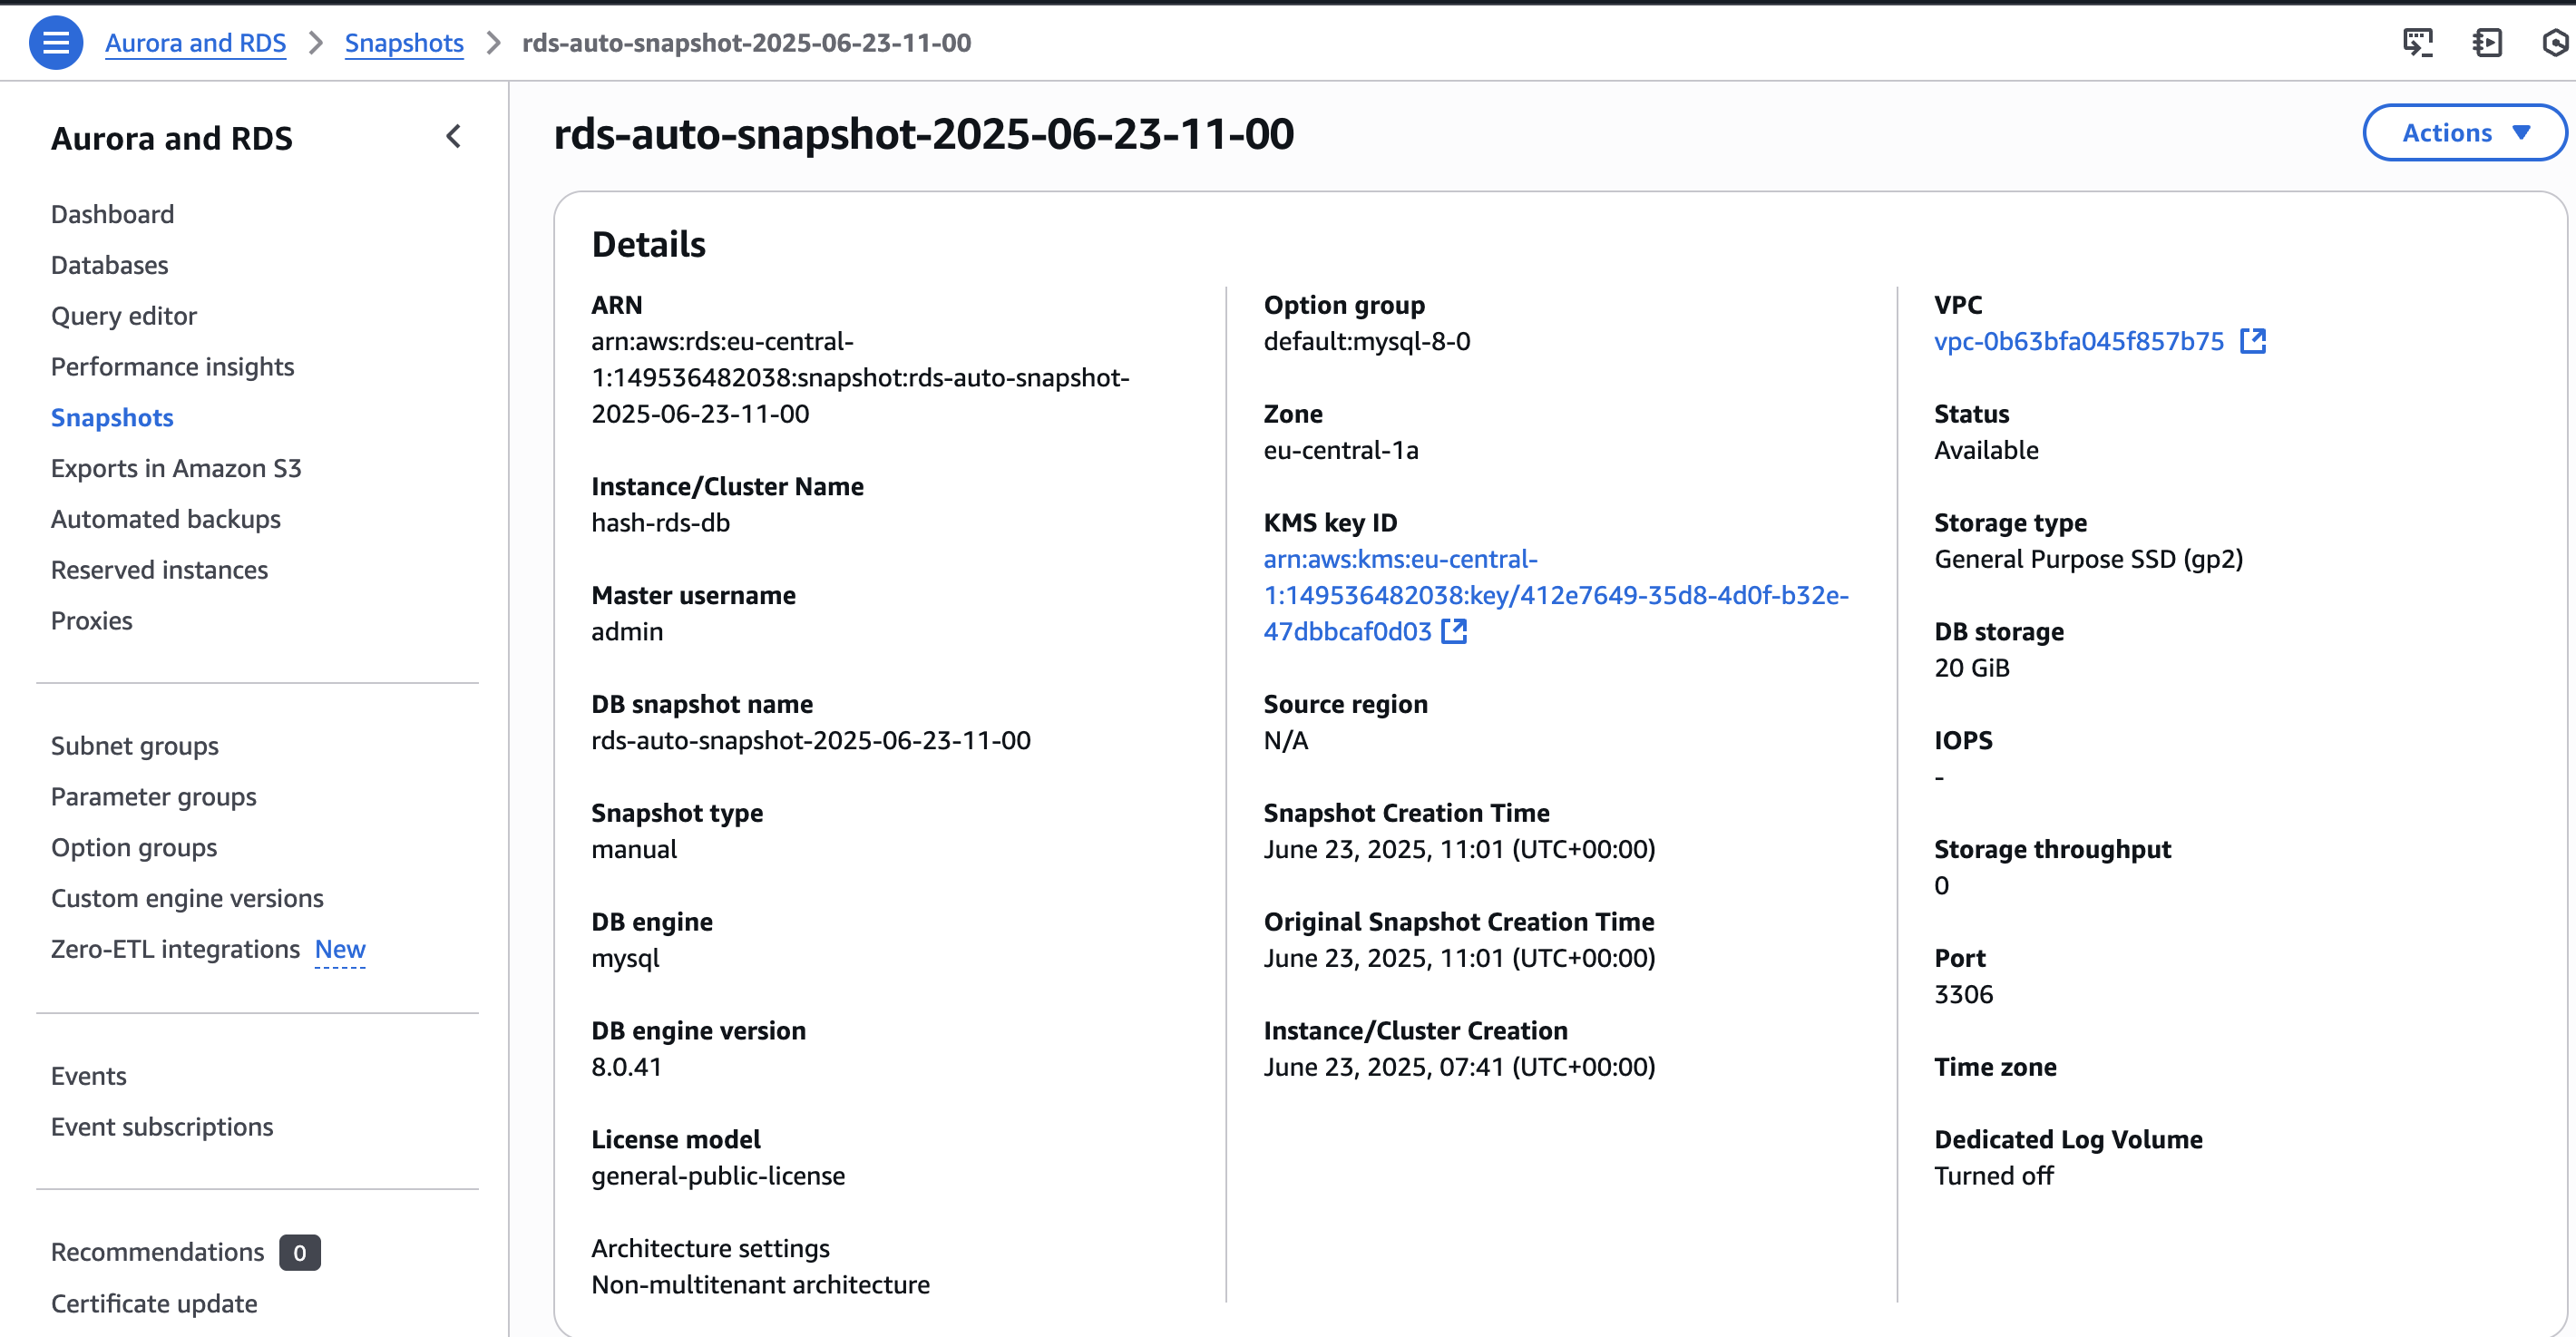 Aurora and RDS
Snapshots
rds-auto-snapshot-2025-06-23-11-00
Aurora and RDS
Dashboard
Databases
Query editor
Performance insights
Snapshots
Exports in Amazon S3
Automated backups
Reserved instances
Proxies
Subnet groups
Parameter groups
Option groups
Custom engine versions
Zero-ETL integrations New
Events
Event subscriptions
Recommendations 0
Certificate update
rds-auto-snapshot-2025-06-23-11-00
Actions
Details
ARN
arn:aws:rds:eu-central-
1:149536482038:snapshot:rds-auto-snapshot-
2025-06-23-11-00
Instance/Cluster Name
hash-rds-db
Master username
admin
DB snapshot name
rds-auto-snapshot-2025-06-23-11-00
Snapshot type
manual
DB engine
mysql
DB engine version
8.0.41
License model
general-public-license
Architecture settings
Non-multitenant architecture
Option group
default:mysql-8-0
Zone
eu-central-1a
KMS key ID
arn:aws:kms:eu-central-
1:149536482038:key/412e7649-35d8-4d0f-b32e-
47dbbcaf0d03
Source region
N/A
Snapshot Creation Time
June 23, 2025, 11:01 (UTC+00:00)
Original Snapshot Creation Time
June 23, 2025, 11:01 (UTC+00:00)
Instance/Cluster Creation
June 23, 2025, 07:41 (UTC+00:00)
VPC
vpc-0b63bfa045f857b75
Status
Available
Storage type
General Purpose SSD (gp2)
DB storage
20 GiB
IOPS
-
Storage throughput
0
Port
3306
Time zone
Dedicated Log Volume
Turned off